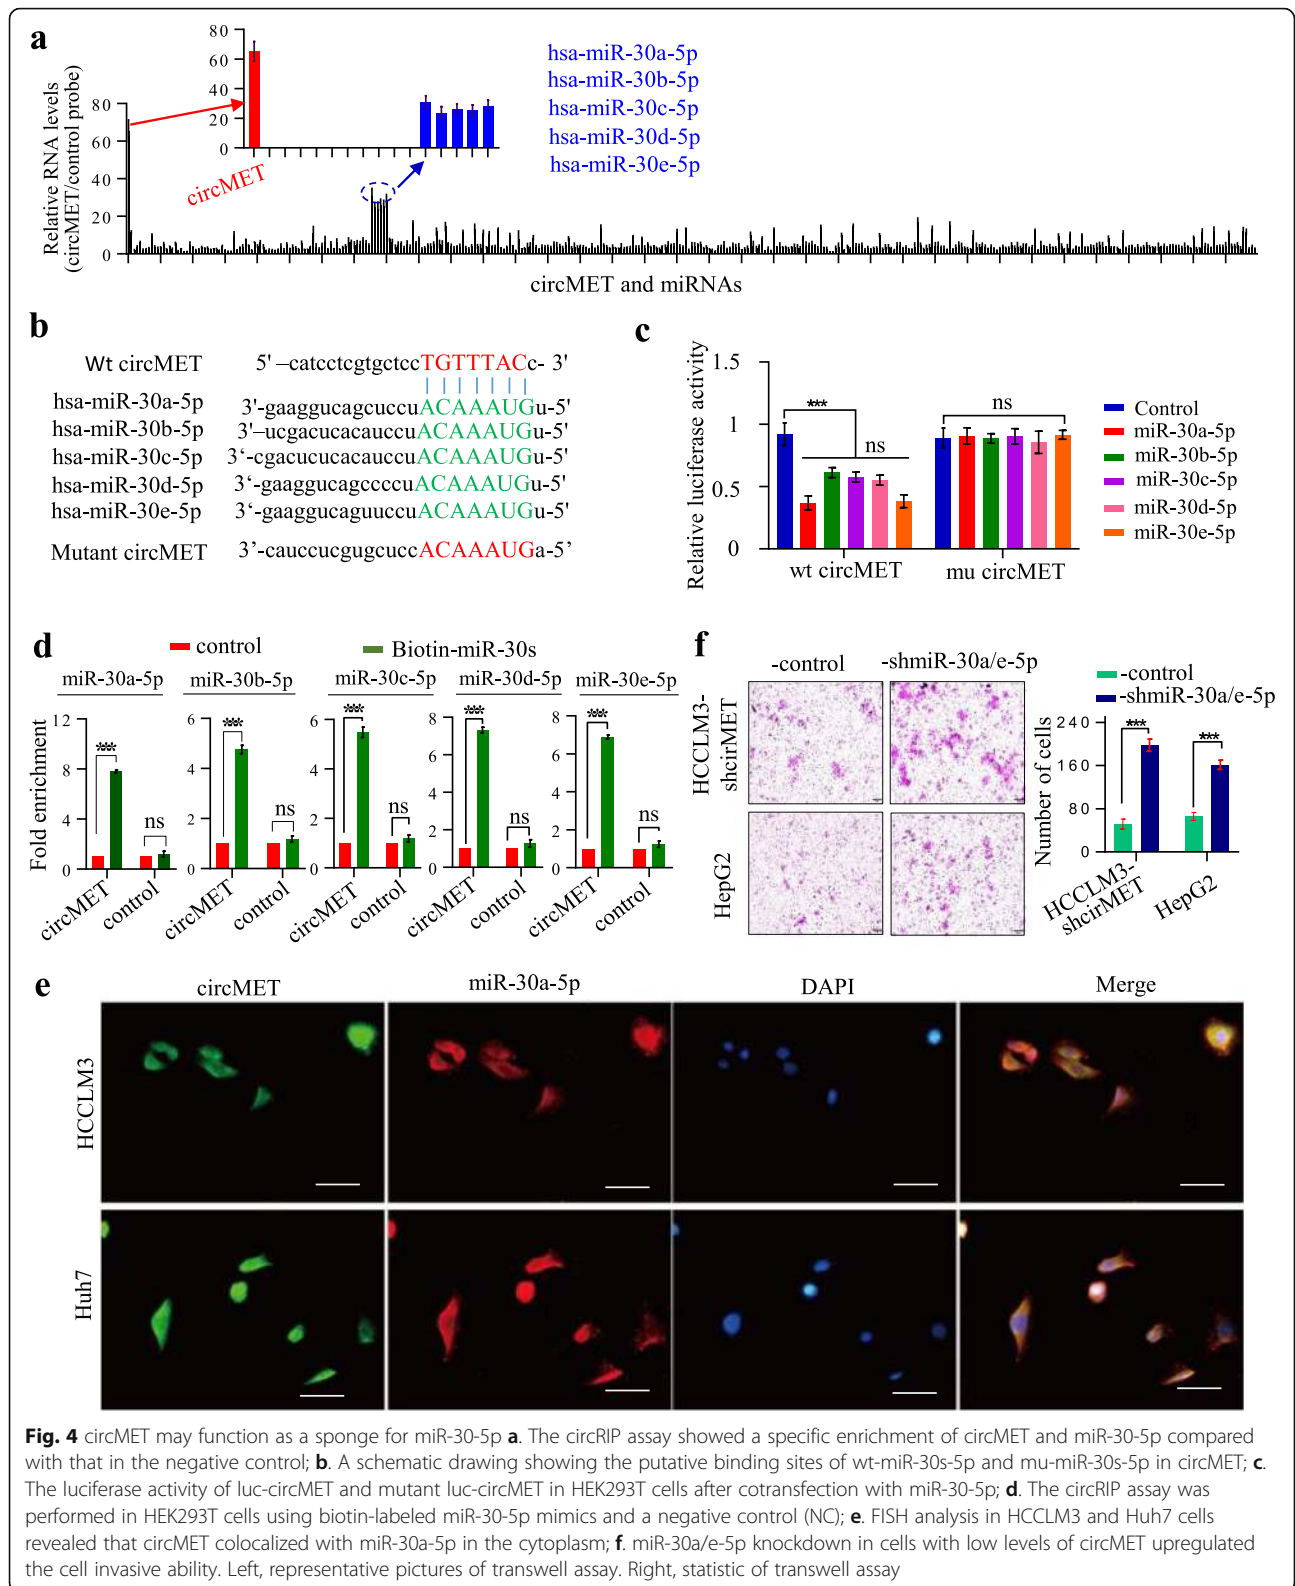 a
Relative RNA levels
(circMET/control probe)
80
60
40
20
0
80
60
40
20
0
circMET
hsa-miR-30a-5p
hsa-miR-30b-5p
hsa-miR-30c-5p
hsa-miR-30d-5p
hsa-miR-30e-5p
circMET and miRNAs
b
Wt circMET 5' –catcctcgtgctccTGTTTACc- 3'
hsa-miR-30a-5p 3'-gaaggucagcuccuACAAAUGu-5'
hsa-miR-30b-5p 3'–ucgacucacauccuACAAAUGu-5'
hsa-miR-30c-5p 3‘-cgacucucacauccuACAAAUGu-5'
hsa-miR-30d-5p 3‘-gaaggucagccccuACAAAUGu-5'
hsa-miR-30e-5p 3‘-gaaggucaguuccuACAAAUGu-5'
Mutant circMET 3’-cauccucgugcuccACAAAUGa-5’
c
Relative luciferase activity
1.5
1
0.5
0
***
ns
ns
wt circMET
mu circMET
Control
miR-30a-5p
miR-30b-5p
miR-30c-5p
miR-30d-5p
miR-30e-5p
d
control
Biotin-miR-30s
miR-30a-5p
miR-30b-5p
miR-30c-5p
miR-30d-5p
miR-30e-5p
Fold enrichment
12
8
4
0
***
ns
circMET
control
6
4
2
0
***
ns
circMET
control
6
4
2
0
***
ns
circMET
control
8
6
4
2
0
***
ns
circMET
control
8
6
4
2
0
***
ns
circMET
control
f
-control
-shmiR-30a/e-5p
HCCLM3-
shcirMET
HepG2
-control
-shmiR-30a/e-5p
Number of cells
240
160
80
0
***
***
HCCLM3-
shcirMET
HepG2
e
circMET
miR-30a-5p
DAPI
Merge
HCCLM3
Huh7
Fig. 4 circMET may function as a sponge for miR-30-5p a. The circRIP assay showed a specific enrichment of circMET and miR-30-5p compared
with that in the negative control; b. A schematic drawing showing the putative binding sites of wt-miR-30s-5p and mu-miR-30s-5p in circMET; c.
The luciferase activity of luc-circMET and mutant luc-circMET in HEK293T cells after cotransfection with miR-30-5p; d. The circRIP assay was
performed in HEK293T cells using biotin-labeled miR-30-5p mimics and a negative control (NC); e. FISH analysis in HCCLM3 and Huh7 cells
revealed that circMET colocalized with miR-30a-5p in the cytoplasm; f. miR-30a/e-5p knockdown in cells with low levels of circMET upregulated
the cell invasive ability. Left, representative pictures of transwell assay. Right, statistic of transwell assay